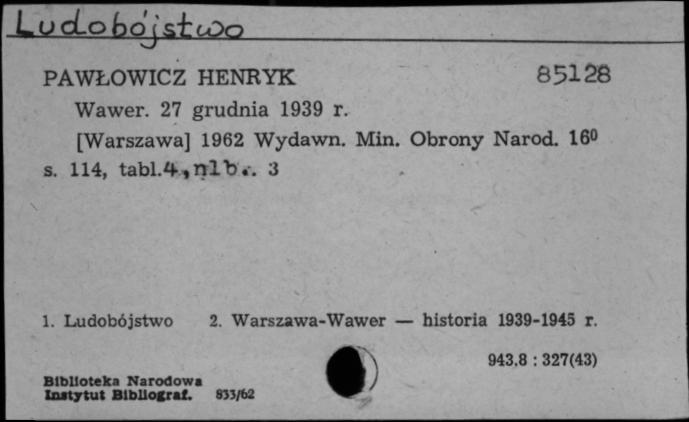 Ludobójstwo
PAWŁOWICZ HENRYK 85128
Wawer. 27 grudnia 1939 r.
[Warszawa] 1962 Wydawn. Min. Obrony Narod. 16⁰
s. 114, tabl.4, nlb. 3
1. Ludobójstwo 2. Warszawa-Wawer — historia 1939-1945 r.
943.8 : 327(43)
Biblioteka Narodowa
Instytut Bibliograf. 833/62